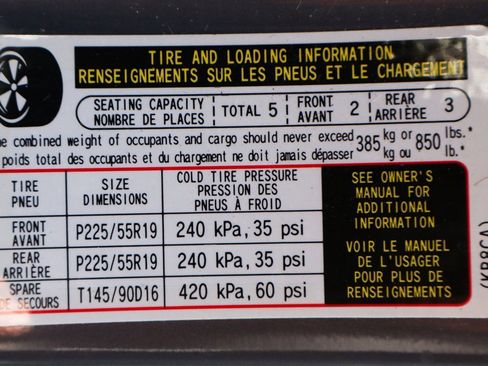 TIRE AND LOADING INFORMATION
RENSEIGNEMENTS SUR LES PNEUS ET LE CHARGEMENT
SEATING CAPACITY
NOMBRE DE PLACES
TOTAL 5
FRONT
AVANT 2
REAR
ARRIÈRE 3
combined weight of occupants and cargo should never exceed 385 kg or 850 lbs.
poids total des occupants et du chargement ne doit jamais dépasser 385 kg ou 850 lb.
TIRE
PNEU
SIZE
DIMENSIONS
COLD TIRE PRESSURE
PRESSION DES
PNEUS À FROID
FRONT
AVANT
P225/55R19
240 kPa, 35 psi
REAR
ARRIÈRE
P225/55R19
240 kPa, 35 psi
SPARE
DE SECOURS
T145/90D16
420 kPa, 60 psi
SEE OWNER'S
MANUAL FOR
ADDITIONAL
INFORMATION
VOIR LE MANUEL
DE L'USAGER
POUR PLUS DE
RENSEIGNEMENTS